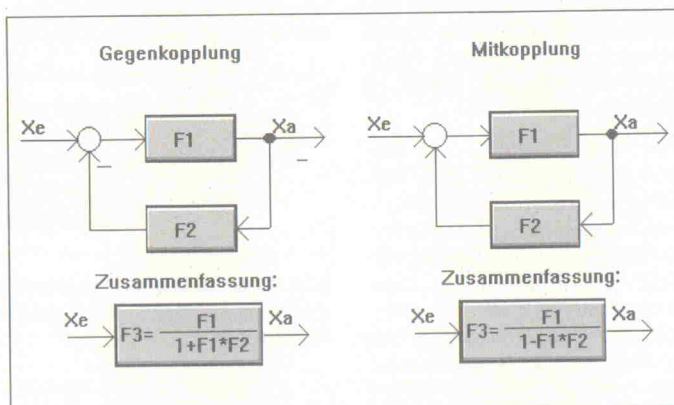 Gegenkopplung
Xe
F1
Xa
F2
Zusammenfassung:
Xe
F3= F1
1+F1*F2
Xa
Mitkopplung
Xe
F1
Xa
F2
Zusammenfassung:
Xe
F3= F1
1-F1*F2
Xa